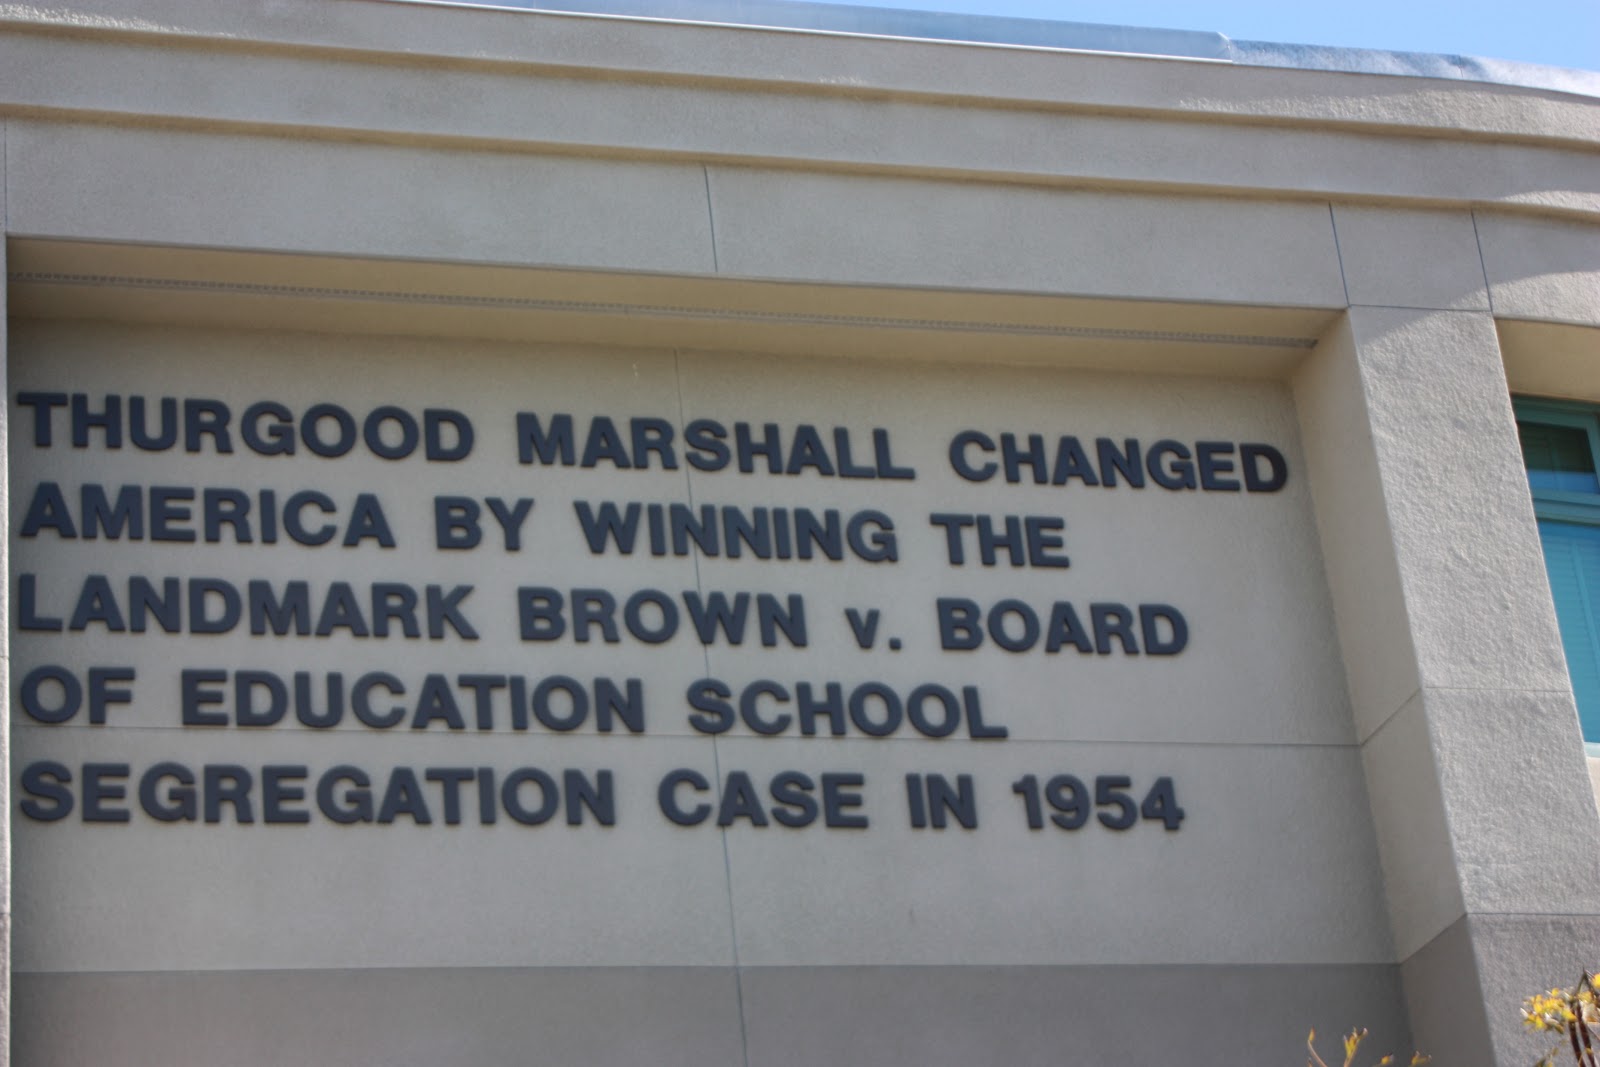 THURGOOD MARSHALL CHANGED
AMERICA BY WINNING THE
LANDMARK BROWN v. BOARD
OF EDUCATION SCHOOL
SEGREGATION CASE IN 1954